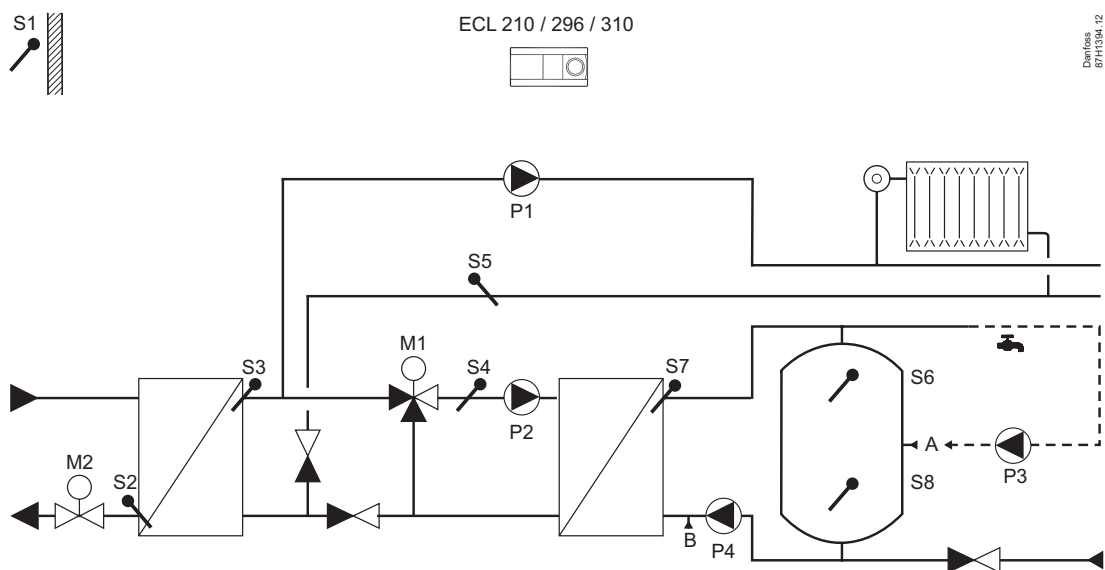 S1
ECL 210 / 296 / 310
Danfoss
87H1394.12
P1
S5
M1
S3
S4
S7
S6
P2
A
M2
S2
S8
P3
B
P4